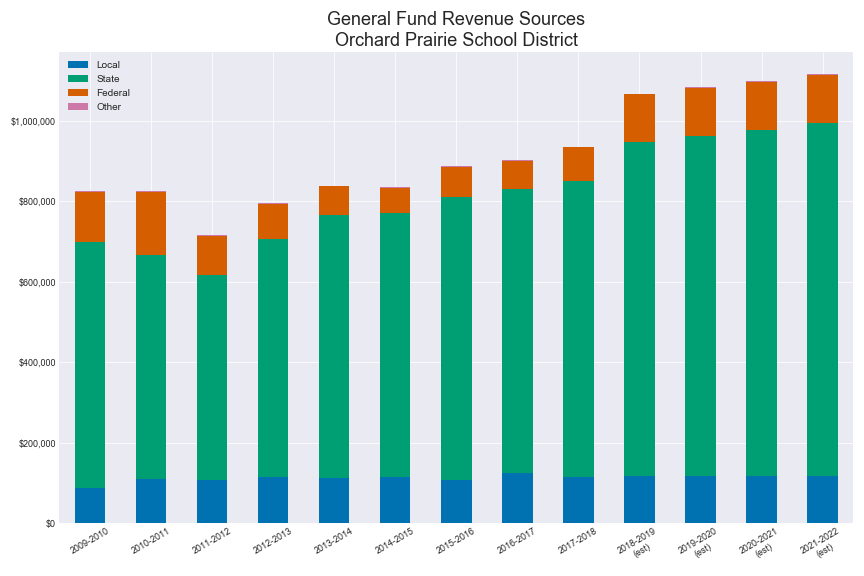 General Fund Revenue Sources
Orchard Prairie School District
Local
State
Federal
Other
$1,000,000
$800,000
$600,000
$400,000
$200,000
$0
2009-2010
2010-2011
2011-2012
2012-2013
2013-2014
2014-2015
2015-2016
2016-2017
2017-2018
2018-2019
(est)
2019-2020
(est)
2020-2021
(est)
2021-2022
(est)